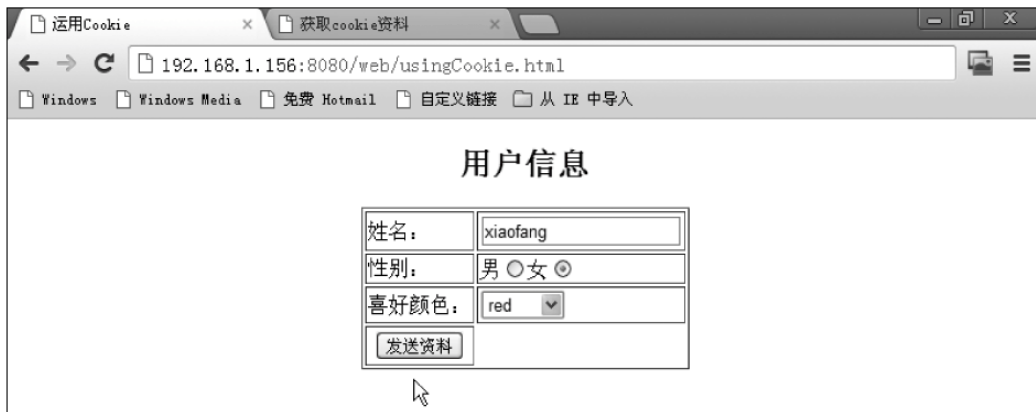 运用Cookie × 获取cookie资料 ×
192.168.1.156:8080/web/usingCookie.html
Windows Windows Media 免费 Hotmail 自定义链接 从 IE 中导入
用户信息
姓名： xiaofang
性别： 男 女
喜好颜色： red
发送资料